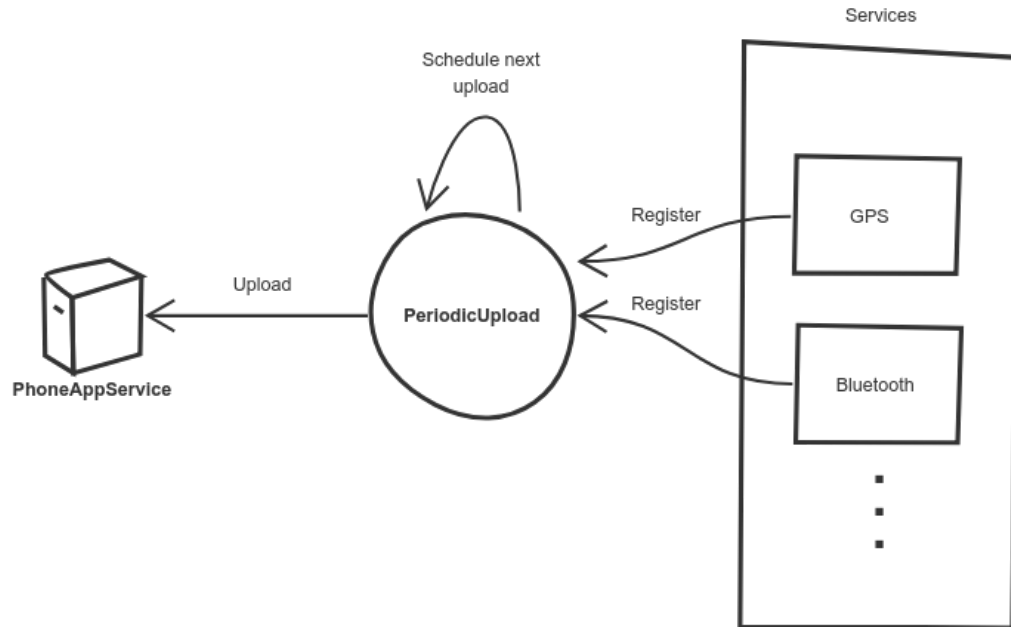 Services
Schedule next
upload
Register
GPS
Upload
Register
PeriodicUpload
PhoneAppService
Bluetooth